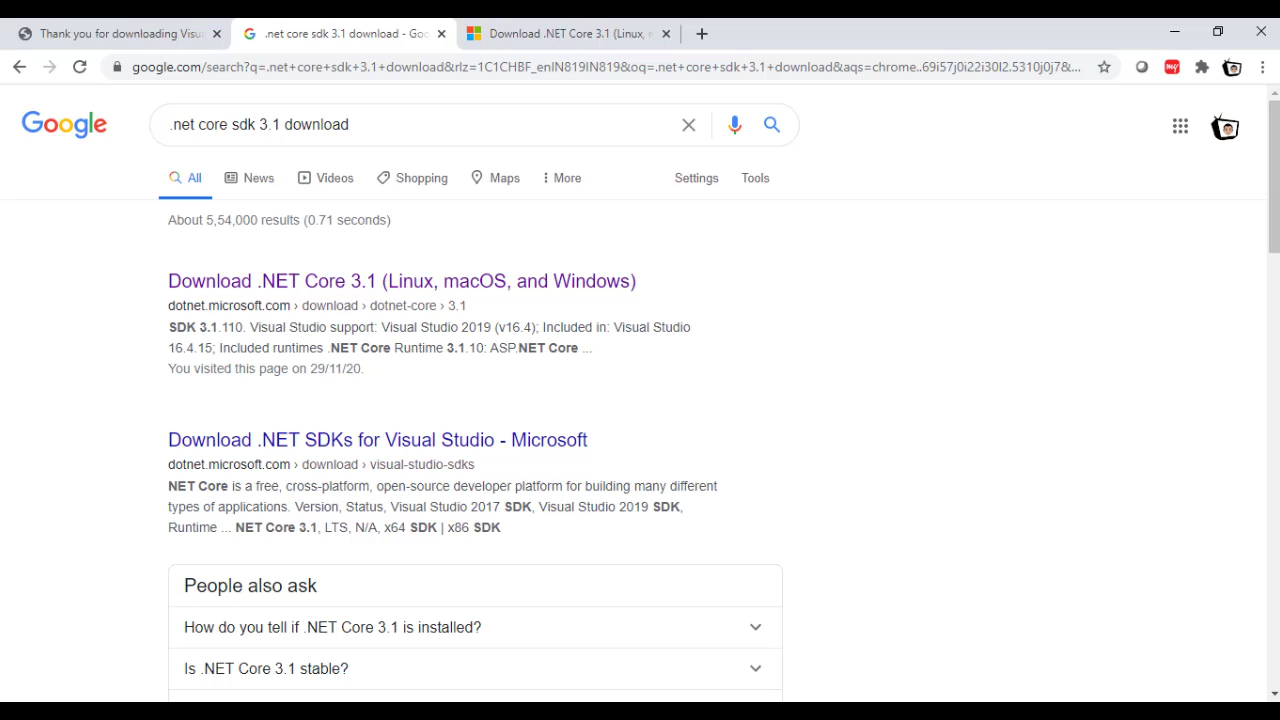 Thank you for downloading Visu
.net core sdk 3.1 download - Goo
Download .NET Core 3.1 (Linux,
google.com/search?q=.net+core+sdk+3.1+download&rlz=1C1CHBF_enIN819IN819&oq=.net+core+sdk+3.1+download&aqs=chrome..69i57j0i22i30l2.5310j0j7&...
Google
.net core sdk 3.1 download
All
News
Videos
Shopping
Maps
More
Settings
Tools
About 5,54,000 results (0.71 seconds)
Download .NET Core 3.1 (Linux, macOS, and Windows)
dotnet.microsoft.com › download › dotnet-core › 3.1
SDK 3.1.110. Visual Studio support: Visual Studio 2019 (v16.4); Included in: Visual Studio
16.4.15; Included runtimes .NET Core Runtime 3.1.10: ASP.NET Core ...
You visited this page on 29/11/20.
Download .NET SDKs for Visual Studio - Microsoft
dotnet.microsoft.com › download › visual-studio-sdks
NET Core is a free, cross-platform, open-source developer platform for building many different
types of applications. Version, Status, Visual Studio 2017 SDK, Visual Studio 2019 SDK,
Runtime ... NET Core 3.1, LTS, N/A, x64 SDK | x86 SDK
People also ask
How do you tell if .NET Core 3.1 is installed?
Is .NET Core 3.1 stable?